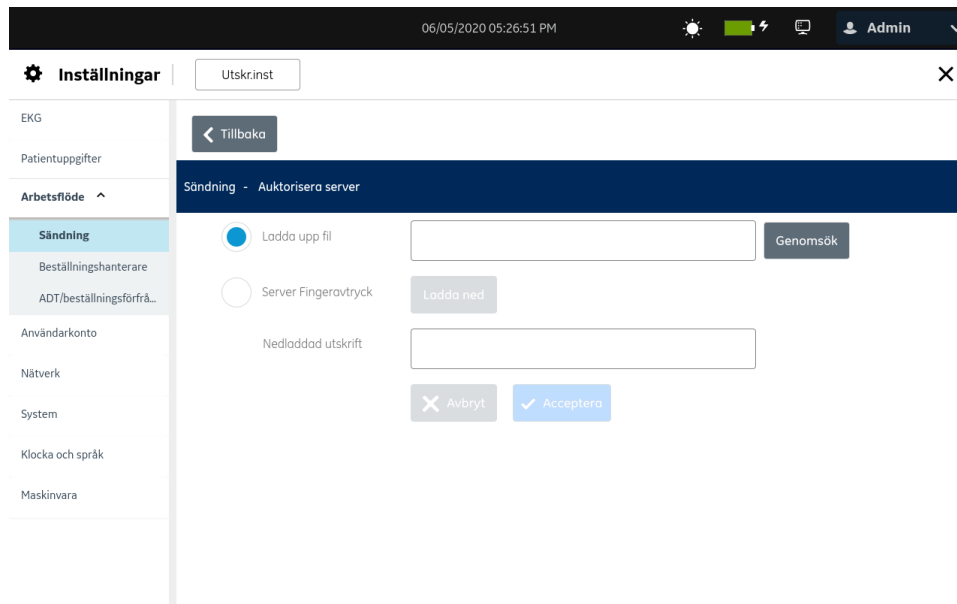 06/05/2020 05:26:51 PM
Admin
Inställningar
Utskr.inst
EKG
Patientuppgifter
Arbetsflöde
Sändning
Beställningshanterare
ADT/beställningsförfrå...
Användarkonto
Nätverk
System
Klocka och språk
Maskinvara
Tillbaka
Sändning - Auktorisera server
Ladda upp fil
Genomsök
Server Fingeravtryck
Ladda ned
Nedladdad utskrift
Avbryt
Acceptera